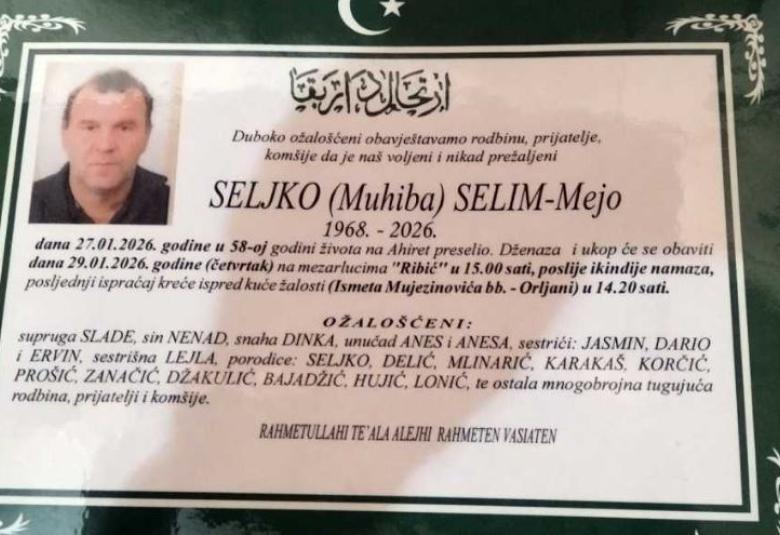 ارتحال دار بقا
Duboko ožalošćeni obavještavamo rodbinu, prijatelje,
komšije da je naš voljeni i nikad prežaljeni
SELJKO (Muhiba) SELIM-Mejo
1968. - 2026.
dana 27.01.2026. godine u 58-oj godini života na Ahiret preselio. Dženaza i ukop će se obaviti
dana 29.01.2026. godine (četvrtak) na mezarlucima "Ribić" u 15.00 sati, poslije ikindije namaza,
posljednji ispraćaj kreće ispred kuće žalosti (Ismeta Mujezinovića bb. - Orljani) u 14.20 sati.
OŽALOŠĆENI:
supruga SLADE, sin NENAD, snaha DINKA, unučad ANES i ANESA, sestrići: JASMIN, DARIO
i ERVIN, sestrišna LEJLA, porodice: SELJKO, DELIĆ, MLINARIĆ, KARAKAŠ, KORČIĆ,
PROŠIĆ, ZANAČIĆ, DŽAKULIĆ, BAJADŽIĆ, HUJIĆ, LONIĆ, te ostala mnogobrojna tugujuća
rodbina, prijatelji i komšije.
RAHMETULLAHI TE'ALA ALEJHI RAHMETEN VASIATEN